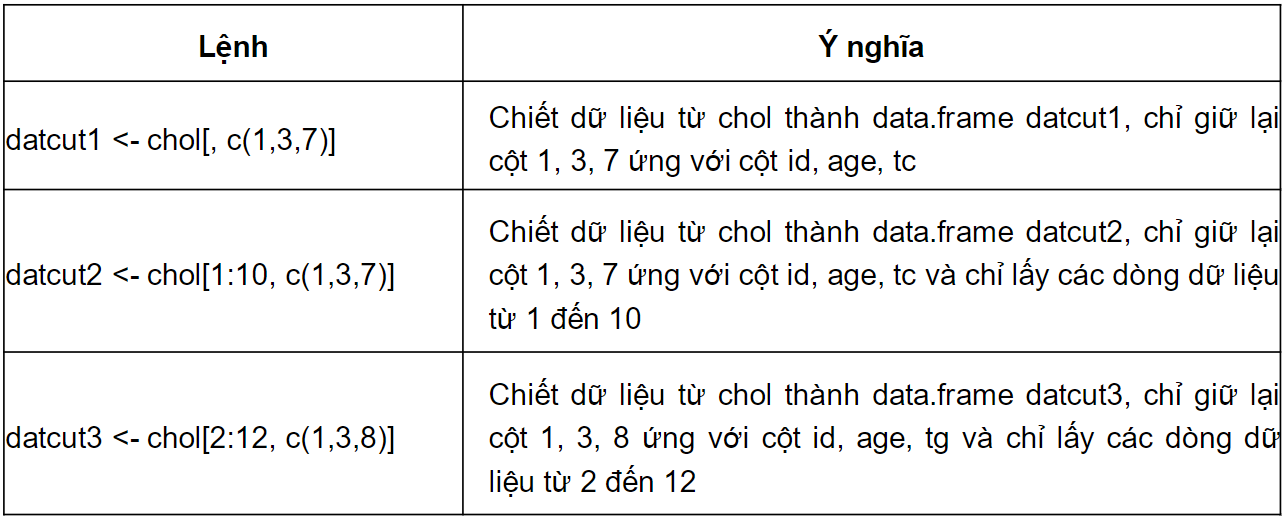 Lệnh
Ý nghĩa
datcut1 <- chol[, c(1,3,7)]
Chiết dữ liệu từ chol thành data.frame datcut1, chỉ giữ lại
cột 1, 3, 7 ứng với cột id, age, tc
datcut2 <- chol[1:10, c(1,3,7)]
Chiết dữ liệu từ chol thành data.frame datcut2, chỉ giữ lại
cột 1, 3, 7 ứng với cột id, age, tc và chỉ lấy các dòng dữ liệu
từ 1 đến 10
datcut3 <- chol[2:12, c(1,3,8)]
Chiết dữ liệu từ chol thành data.frame datcut3, chỉ giữ lại
cột 1, 3, 8 ứng với cột id, age, tg và chỉ lấy các dòng dữ
liệu từ 2 đến 12